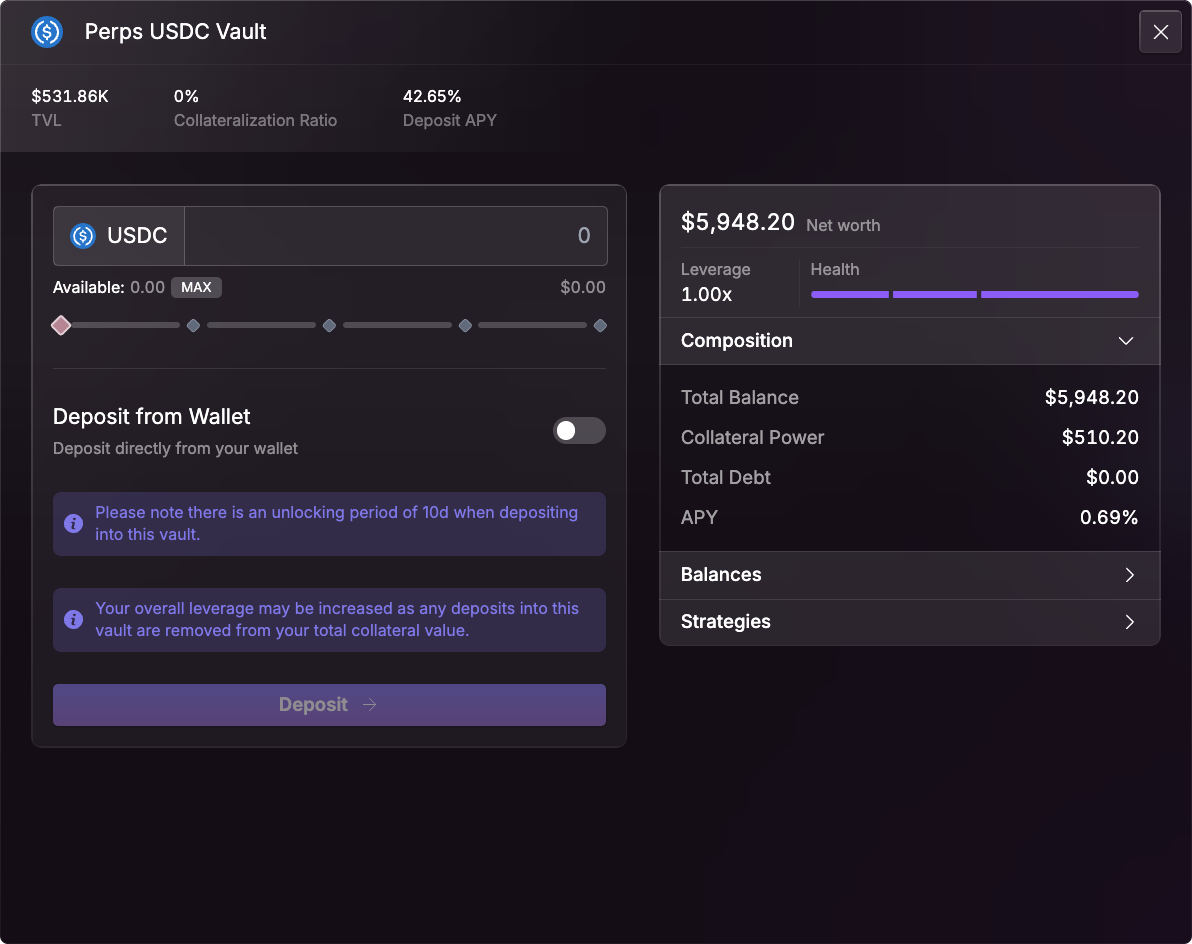 Perps USDC Vault
$531.86K
TVL
0%
Collateralization Ratio
42.65%
Deposit APY
USDC
0
Available: 0.00 MAX
$0.00
Deposit from Wallet
Deposit directly from your wallet
Please note there is an unlocking period of 10d when depositing
into this vault.
Your overall leverage may be increased as any deposits into this
vault are removed from your total collateral value.
Deposit
$5,948.20 Net worth
Leverage
1.00x
Health
Composition
Total Balance $5,948.20
Collateral Power $510.20
Total Debt $0.00
APY 0.69%
Balances
Strategies